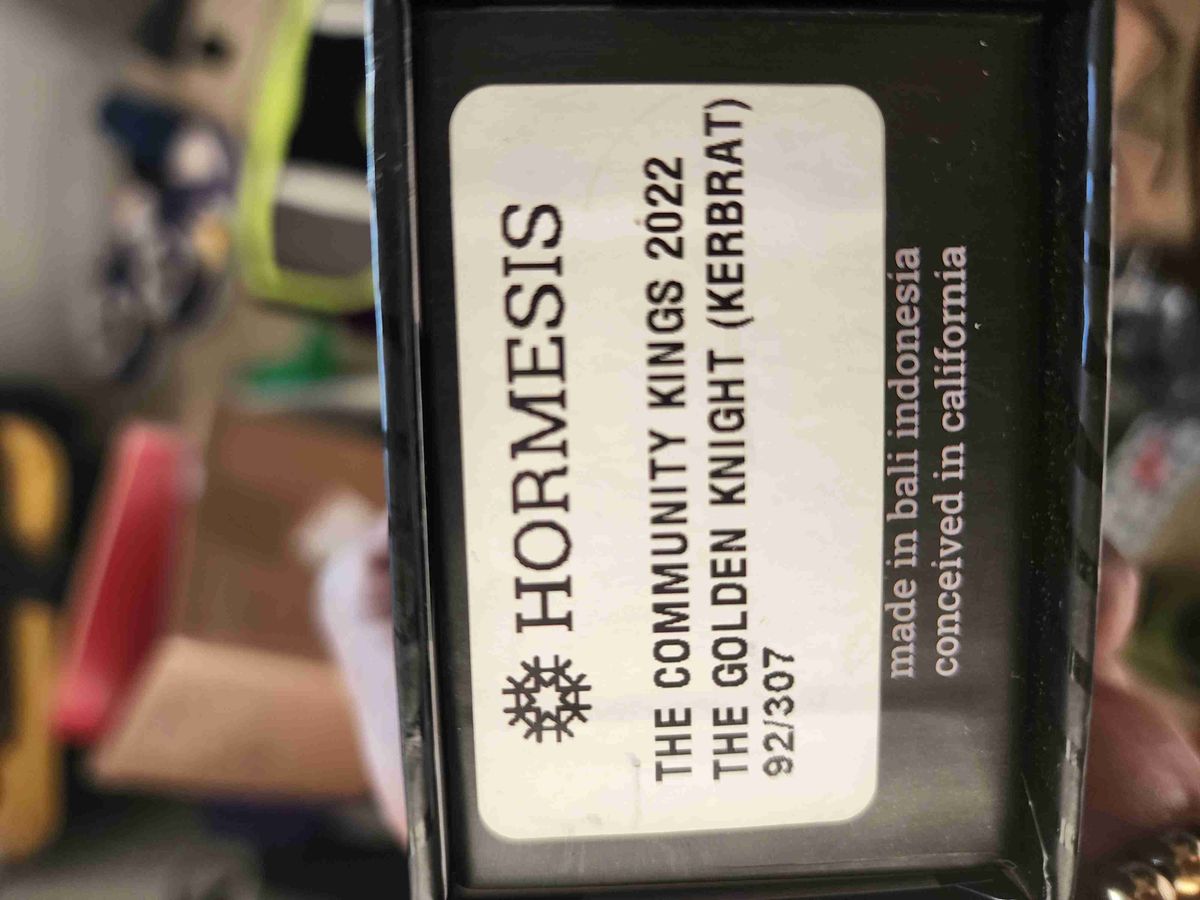 HORMESIS
THE COMMUNITY KINGS 2022
THE GOLDEN KNIGHT (KERBRAT)
92/307
made in bali indonesia
conceived in california